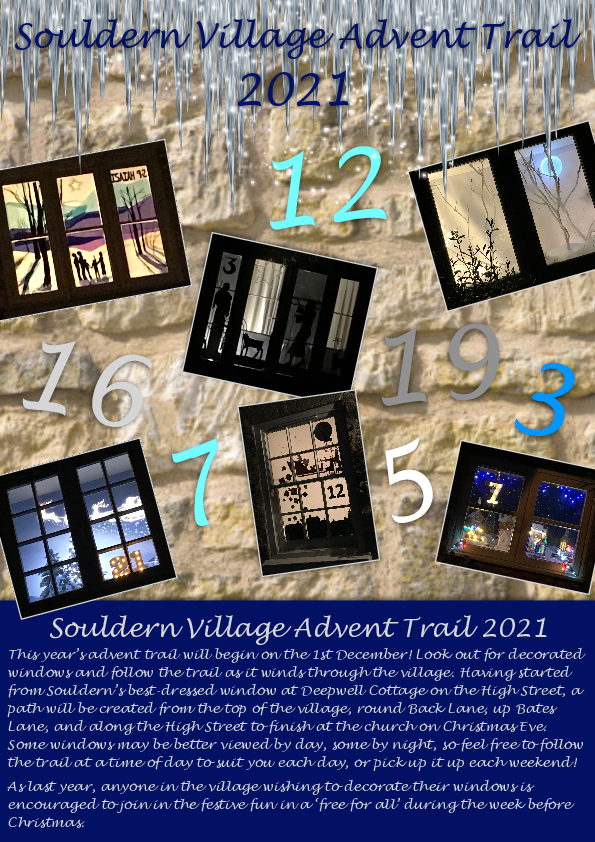 Souldern Village Advent Trail
2021
ISAIAH 9:2
12
3
16
19
3
7
5
12
1
21
Souldern Village Advent Trail 2021
This year's advent trail will begin on the 1st December! Look out for decorated
windows and follow the trail as it winds through the village. Having started
from Souldern's best-dressed window at Deepwell Cottage on the High Street, a
path will be created from the top of the village, round Back Lane, up Bates
Lane, and along the High Street to finish at the church on Christmas Eve.
Some windows may be better viewed by day, some by night, so feel free to follow
the trail at a time of day to suit you each day, or pick up it up each weekend!
As last year, anyone in the village wishing to decorate their windows is
encouraged to join in the festive fun in a 'free for all' during the week before
Christmas.